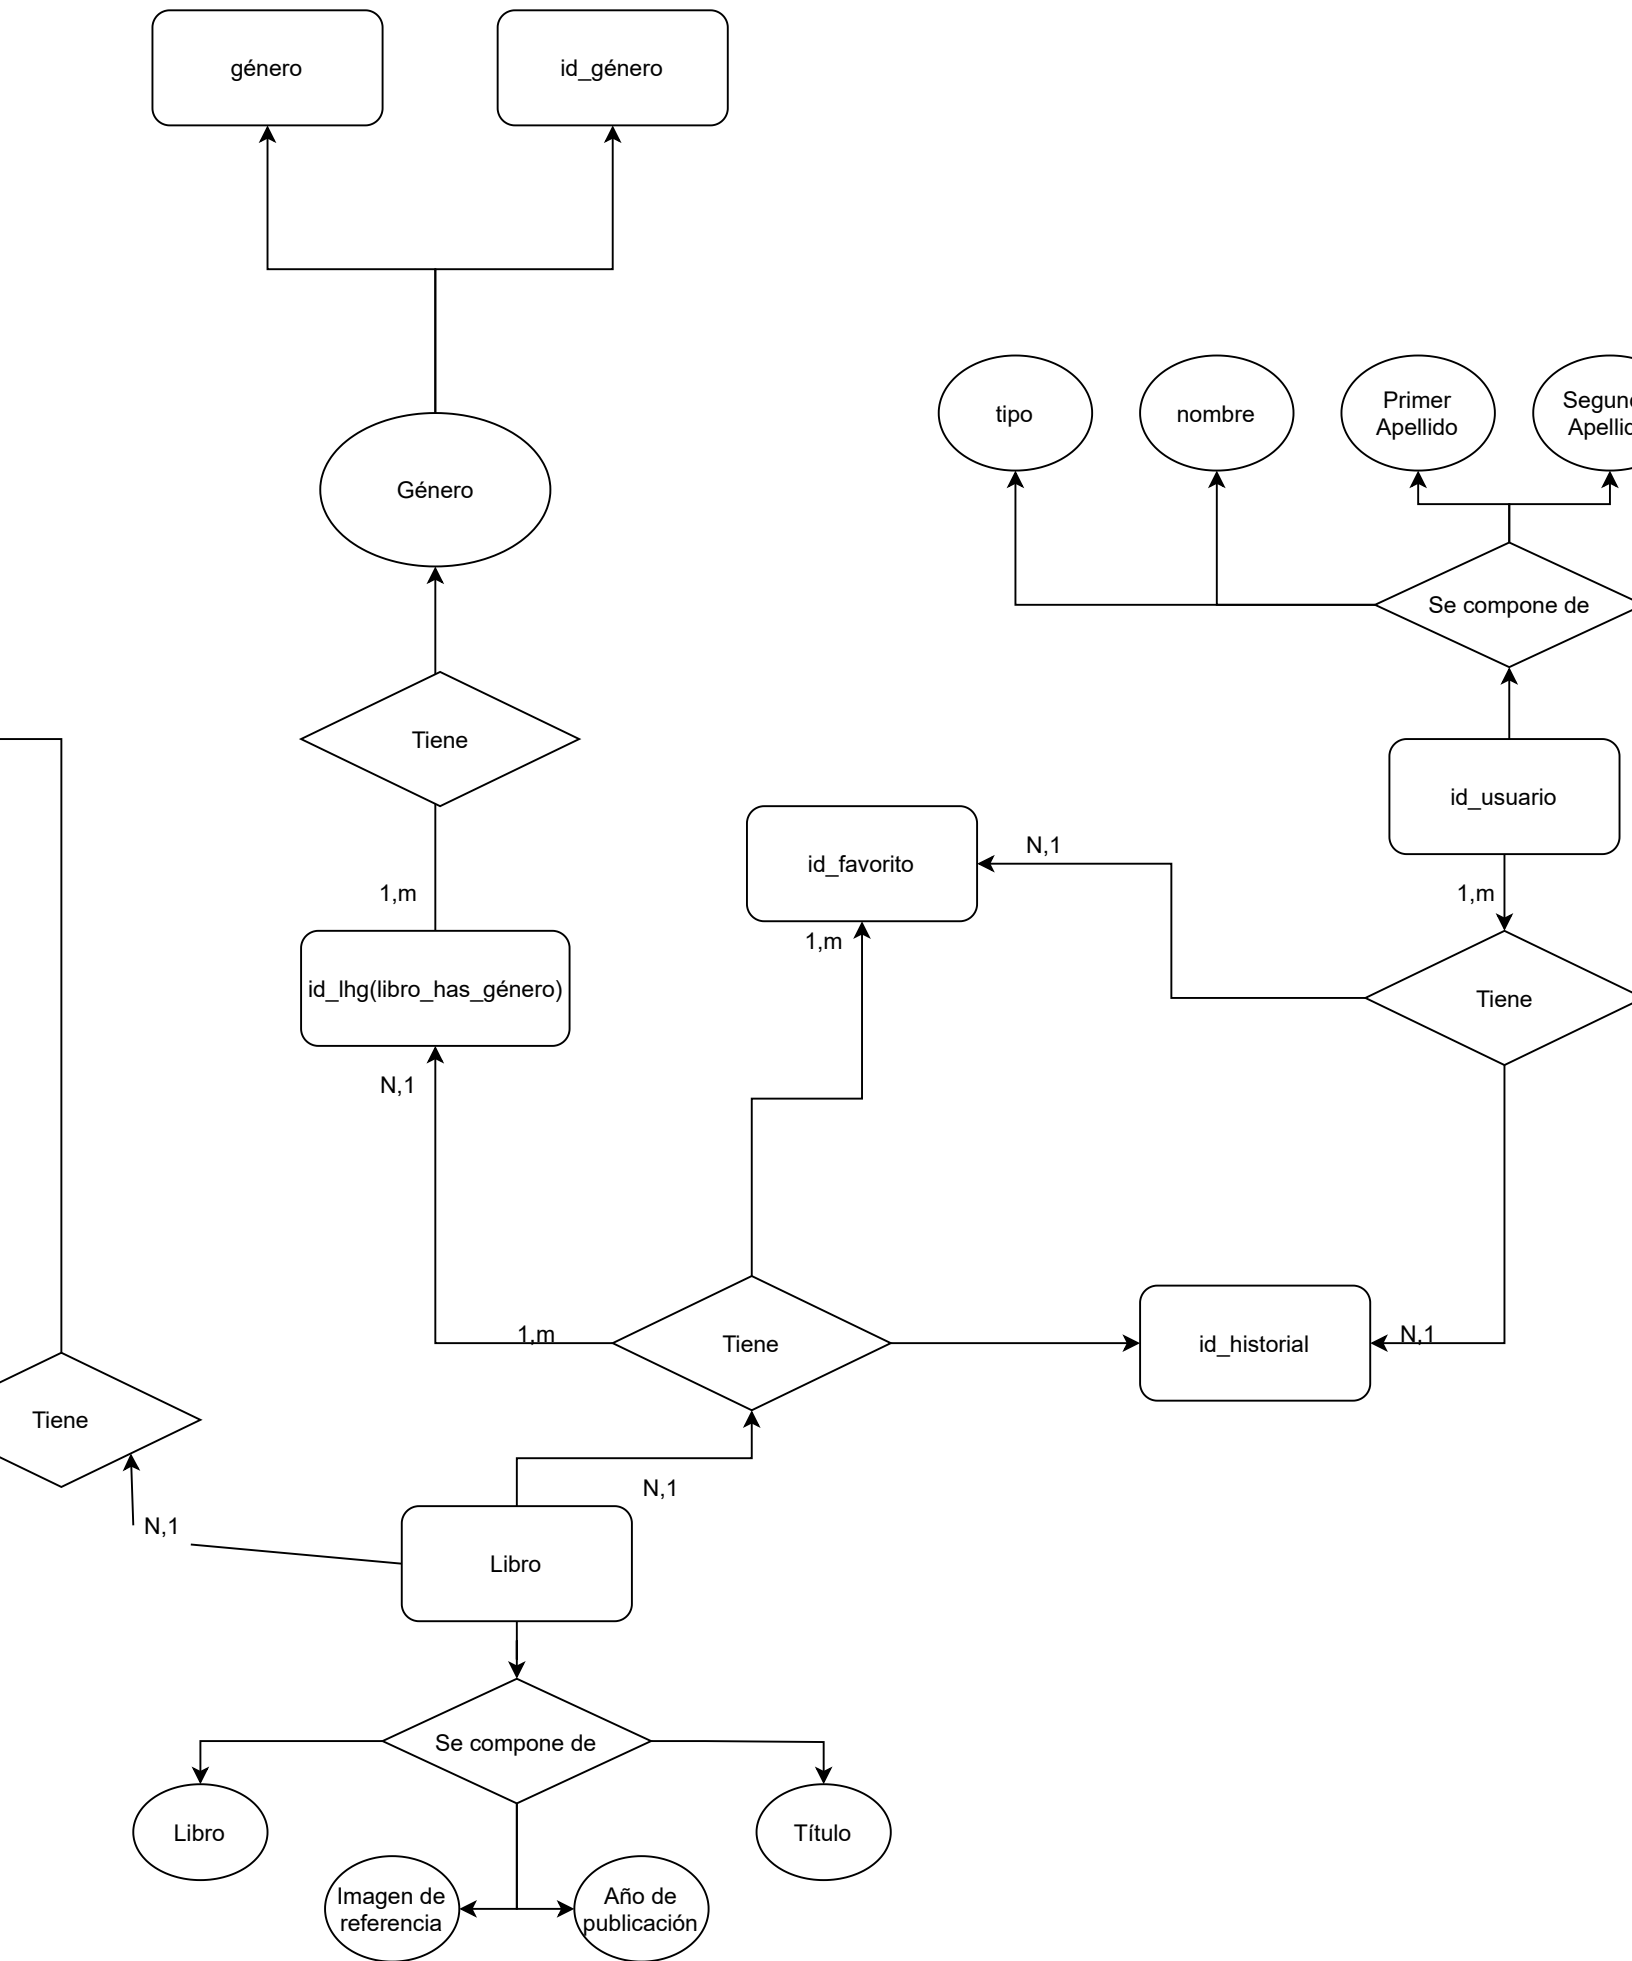 género
id_género
tipo
nombre
Primer
Apellido
Género
Se compone de
Tiene
id_usuario
id_favorito
N,1
1,m
1,m
1,m
id_lhg(libro_has_género)
Tiene
N,1
1,m
Tiene
id_historial
N,1
Tiene
N,1
N,1
Libro
Se compone de
Libro
Título
Imagen de
referencia
Año de
publicación